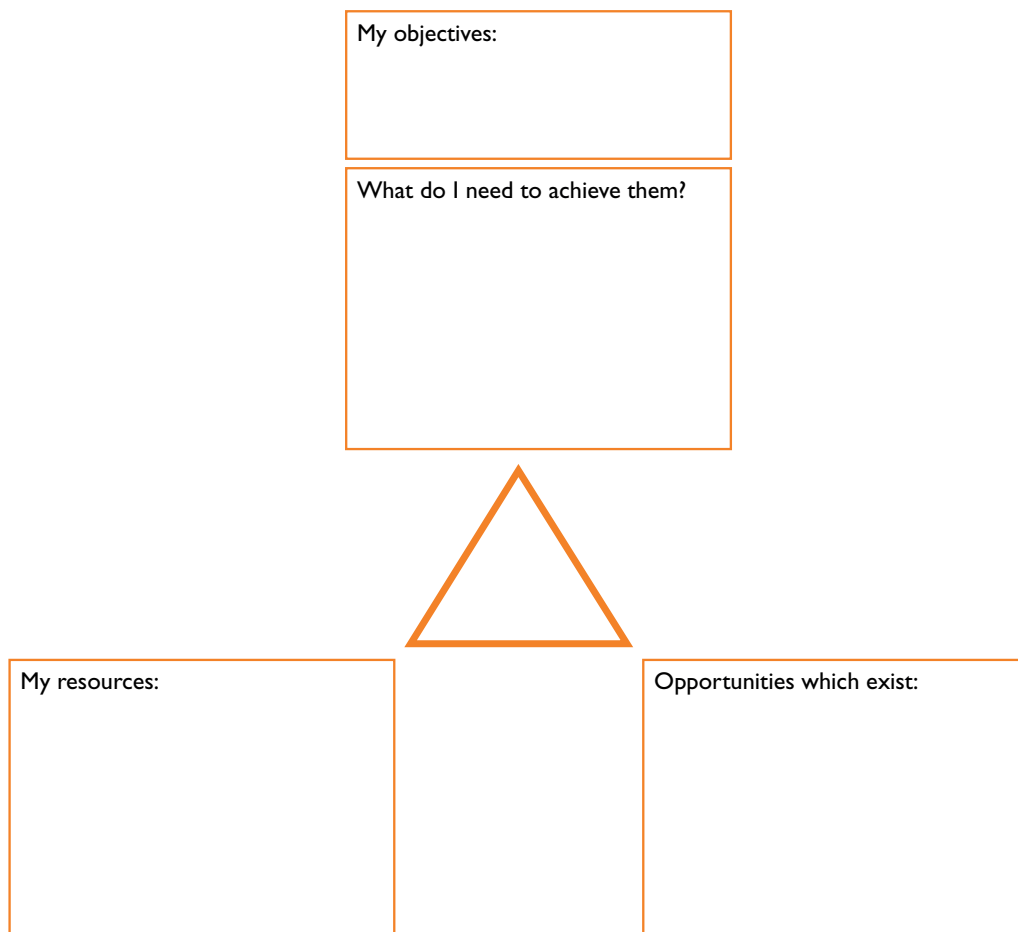 My objectives:
What do I need to achieve them?
My resources:
Opportunities which exist: